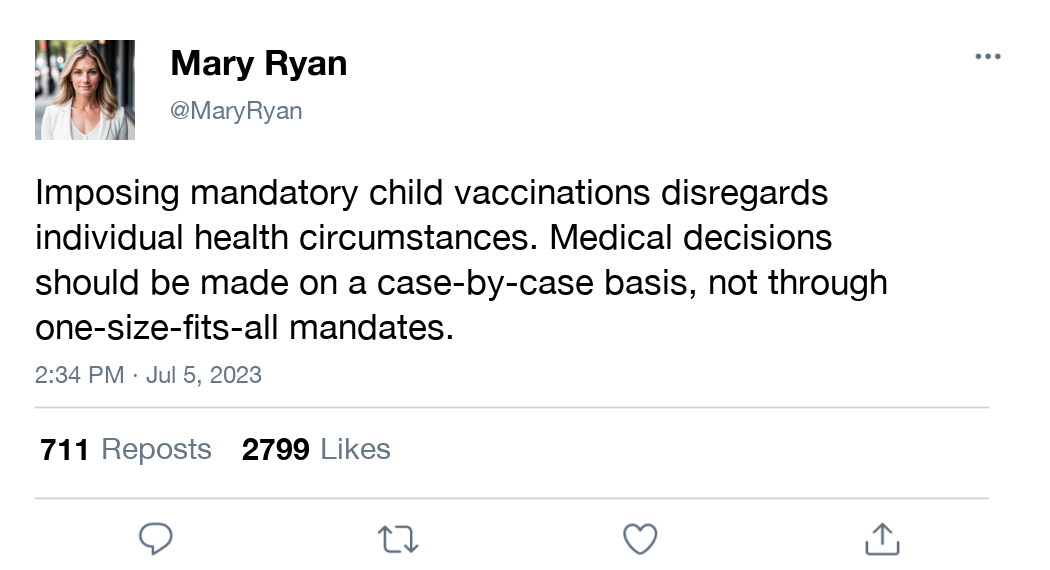 Mary Ryan
@MaryRyan
Imposing mandatory child vaccinations disregards
individual health circumstances. Medical decisions
should be made on a case-by-case basis, not through
one-size-fits-all mandates.
2:34 PM · Jul 5, 2023
711 Reposts 2799 Likes